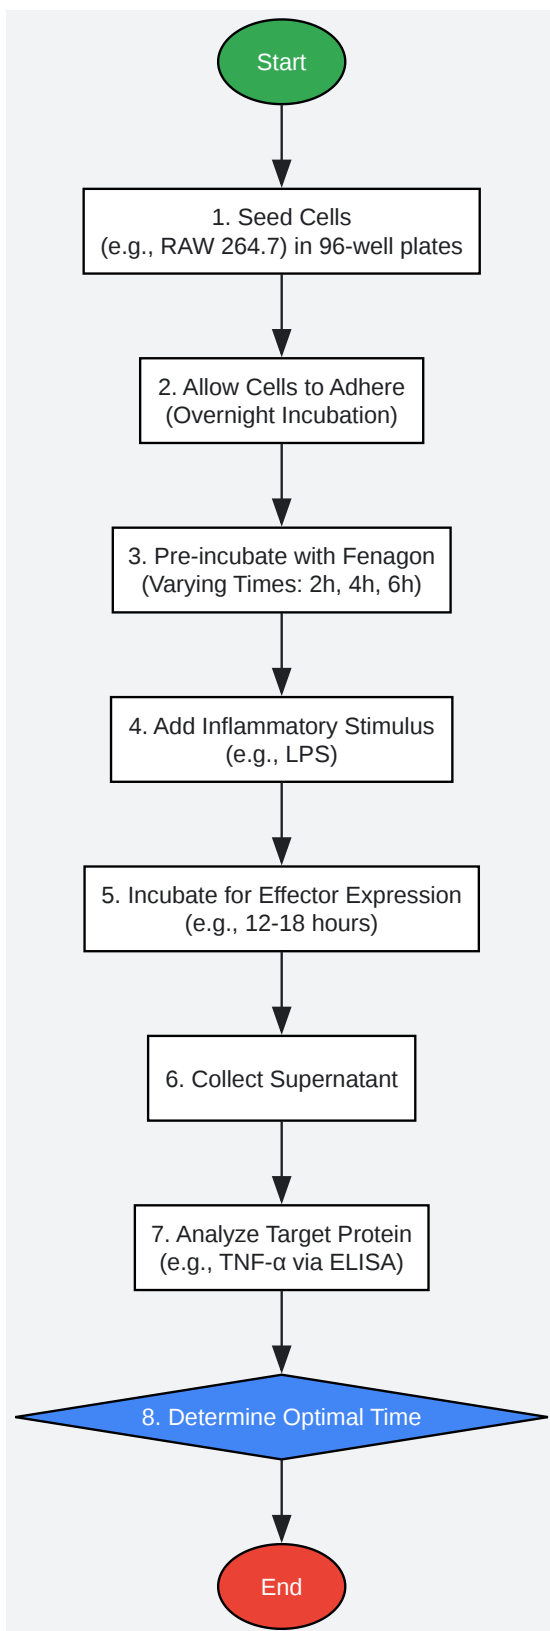 Start
1. Seed Cells
(e.g., RAW 264.7) in 96-well plates
2. Allow Cells to Adhere
(Overnight Incubation)
3. Pre-incubate with Fenagon
(Varying Times: 2h, 4h, 6h)
4. Add Inflammatory Stimulus
(e.g., LPS)
5. Incubate for Effector Expression
(e.g., 12-18 hours)
6. Collect Supernatant
7. Analyze Target Protein
(e.g., TNF-α via ELISA)
8. Determine Optimal Time
End